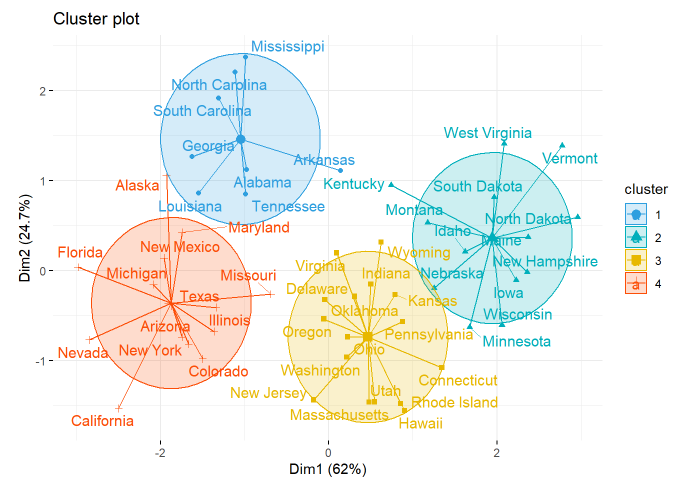 Cluster plot
Mississippi
North Carolina
South Carolina
Georgia
Arkansas
Alabama
Louisiana
Tennessee
West Virginia
Vermont
Kentucky
South Dakota
Montana
North Dakota
Idaho
Maine
New Hampshire
Nebraska
Iowa
Wisconsin
Minnesota
Alaska
Maryland
Florida
New Mexico
Michigan
Missouri
Texas
Illinois
Arizona
Nevada
New York
Colorado
California
Wyoming
Virginia
Indiana
Delaware
Kansas
Oklahoma
Oregon
Pennsylvania
Ohio
Washington
Connecticut
New Jersey
Utah
Rhode Island
Massachusetts
Hawaii
2
1
0
-1
Dim2 (24.7%)
-2
0
2
Dim1 (62%)
cluster
1
2
3
a
4